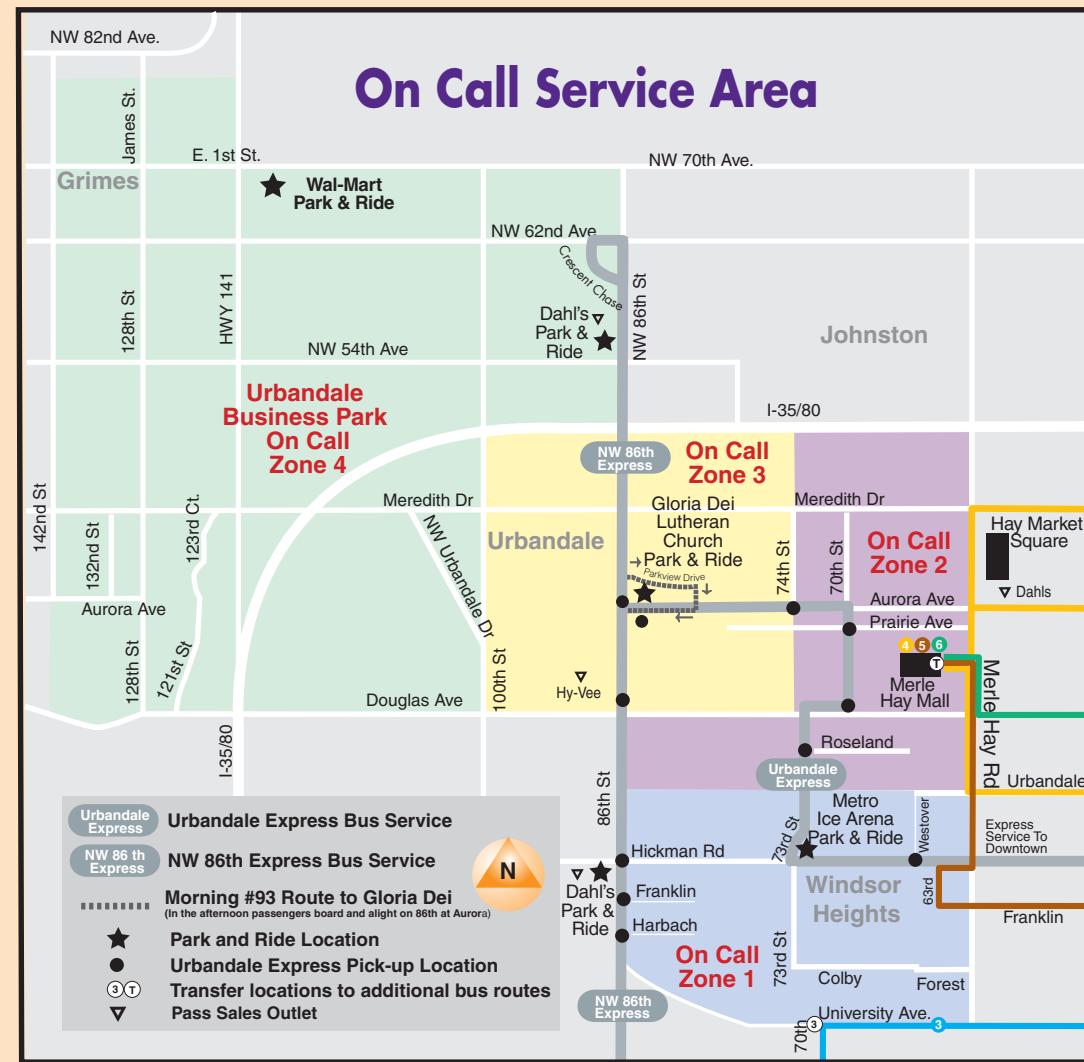 NW 82nd Ave.
On Call Service Area
James St.
E. 1st St.
NW 70th Ave.
Grimes
Wal-Mart
Park & Ride
NW 62nd Ave
Crescent Chase
HWY 141
128th St
NW 86th St
Dahl's
Park &
Ride
Johnston
NW 54th Ave
Urbandale
Business Park
On Call
Zone 4
I-35/80
NW 86th
Express
On Call
Zone 3
142nd St
132nd St
123rd Ct.
Meredith Dr
Meredith Dr
NW Urbandale Dr
Urbandale
Gloria Dei
Lutheran
Church
Park & Ride
Parkview Drive
74th St
70th St
On Call
Zone 2
Hay Market
Square
Dahls
Aurora Ave
Aurora Ave
Prairie Ave
4 5 6
T
Merle
Hay Mall
Merle Hay Rd
128th St
121st St
100th St
Hy-Vee
Douglas Ave
I-35/80
Roseland
Urbandale
Express
Urbandale
86th St
Metro
Ice Arena
Park & Ride
73rd St
Westover
Express
Service To
Downtown
Hickman Rd
Dahl's
Park &
Ride
Franklin
Harbach
Windsor
Heights
63rd
Franklin
On Call
Zone 1
73rd St
Colby
Forest
NW 86th
Express
University Ave.
70th
3
3
Urbandale
Express
Urbandale Express Bus Service
NW 86 th
Express
NW 86th Express Bus Service
N
Morning #93 Route to Gloria Dei
(In the afternoon passengers board and alight on 86th at Aurora)
Park and Ride Location
Urbandale Express Pick-up Location
3 T Transfer locations to additional bus routes
Pass Sales Outlet